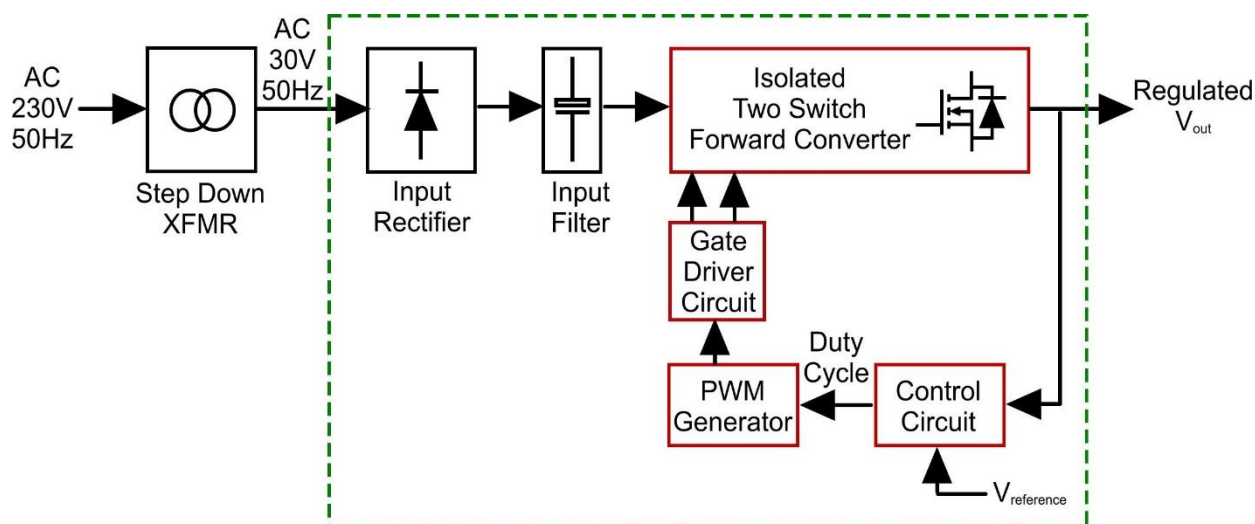 AC
230V
50Hz
Step Down
XFMR
AC
30V
50Hz
Input
Rectifier
Input
Filter
Isolated
Two Switch
Forward Converter
Regulated
Vout
Gate
Driver
Circuit
PWM
Generator
Duty
Cycle
Control
Circuit
Vreference